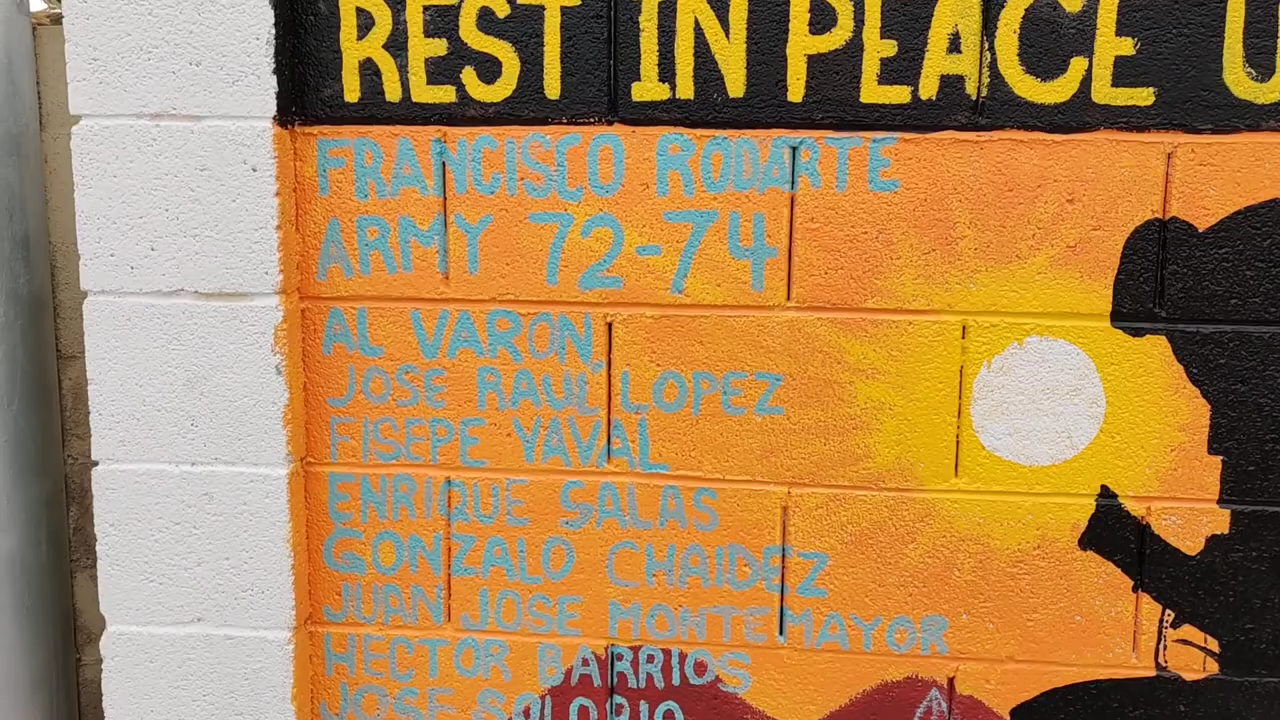 REST IN PEACE
FRANCISCO RODARTE
ARMY 72-74
AL VARON
JOSE RAUL LOPEZ
FISEPE YAVAL
ENRIQUE SALAS
GONZALO CHAIDEZ
JUAN JOSE MONTEMAYOR
HECTOR BARRIOS
JOSE SOLORIO